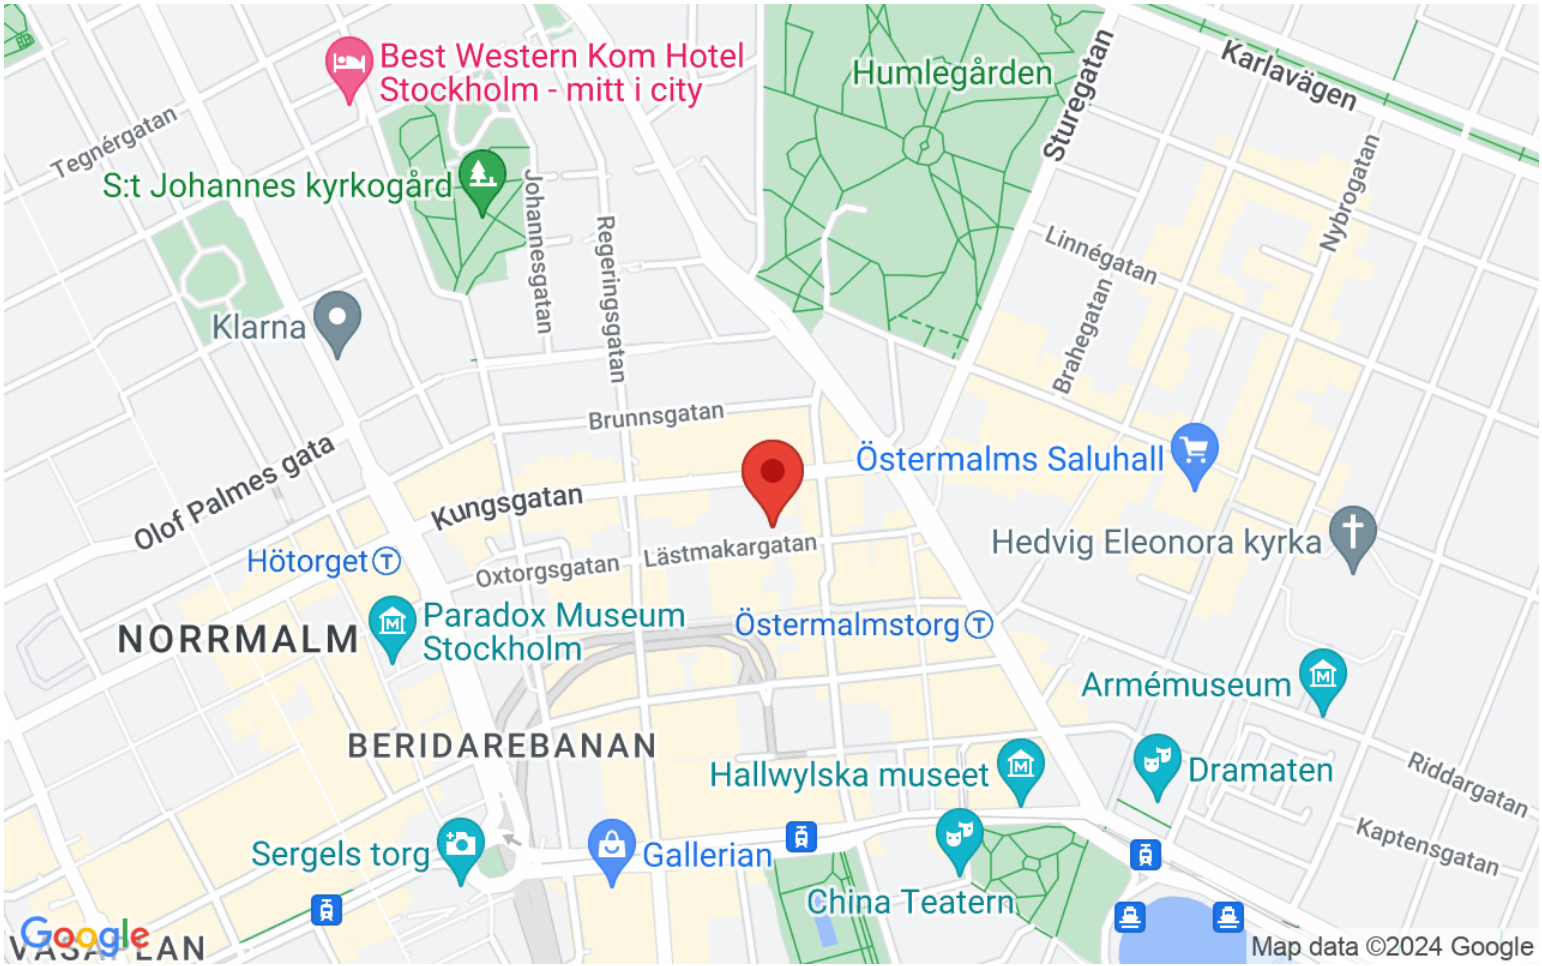 Best Western Kom Hotel
Stockholm - mitt i city
Humlegården
Karlavägen
Sturegatan
Tegnérgatan
S:t Johannes kyrkogård
Johannesgatan
Regeringsgatan
Nybrogatan
Linnégatan
Brahegatan
Klarna
Brunnsgatan
Olof Palmes gata
Kungsgatan
Östermalms Saluhall
Hötorget T
Oxtorgsgatan
Lästmakargatan
Hedvig Eleonora kyrka
NORRMALM
Paradox Museum
Stockholm
Östermalmstorg T
Armémuseum
BERIDAREBANAN
Hallwylska museet
Dramaten
Riddargatan
Kaptensgatan
Sergels torg
Gallerian
China Teatern
Google
VASAPLAN
Map data ©2024 Google